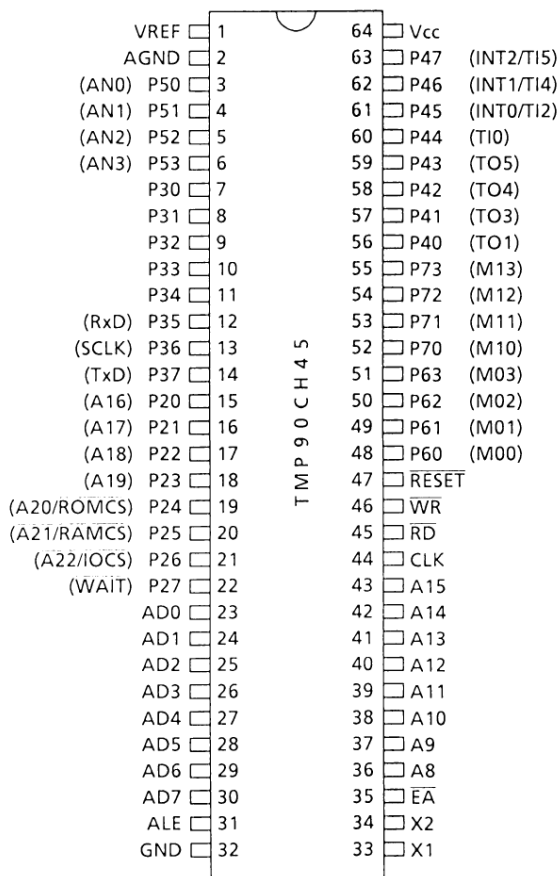 VREF 1 64 Vcc
AGND 2 63 P47 (INT2/TI5)
(AN0) P50 3 62 P46 (INT1/TI4)
(AN1) P51 4 61 P45 (INT0/TI2)
(AN2) P52 5 60 P44 (TI0)
(AN3) P53 6 59 P43 (TO5)
P30 7 58 P42 (TO4)
P31 8 57 P41 (TO3)
P32 9 56 P40 (TO1)
P33 10 55 P73 (M13)
P34 11 54 P72 (M12)
(RxD) P35 12 53 P71 (M11)
(SCLK) P36 13 52 P70 (M10)
(TxD) P37 14 51 P63 (M03)
(A16) P20 15 50 P62 (M02)
(A17) P21 16 49 P61 (M01)
(A18) P22 17 48 P60 (M00)
(A19) P23 18 47 RESET
(A20/ROMCS) P24 19 46 WR
(A21/RAMCS) P25 20 45 RD
(A22/IOCS) P26 21 44 CLK
(WAIT) P27 22 43 A15
AD0 23 42 A14
AD1 24 41 A13
AD2 25 40 A12
AD3 26 39 A11
AD4 27 38 A10
AD5 28 37 A9
AD6 29 36 A8
AD7 30 35 EA
ALE 31 34 X2
GND 32 33 X1
TMP90CH45